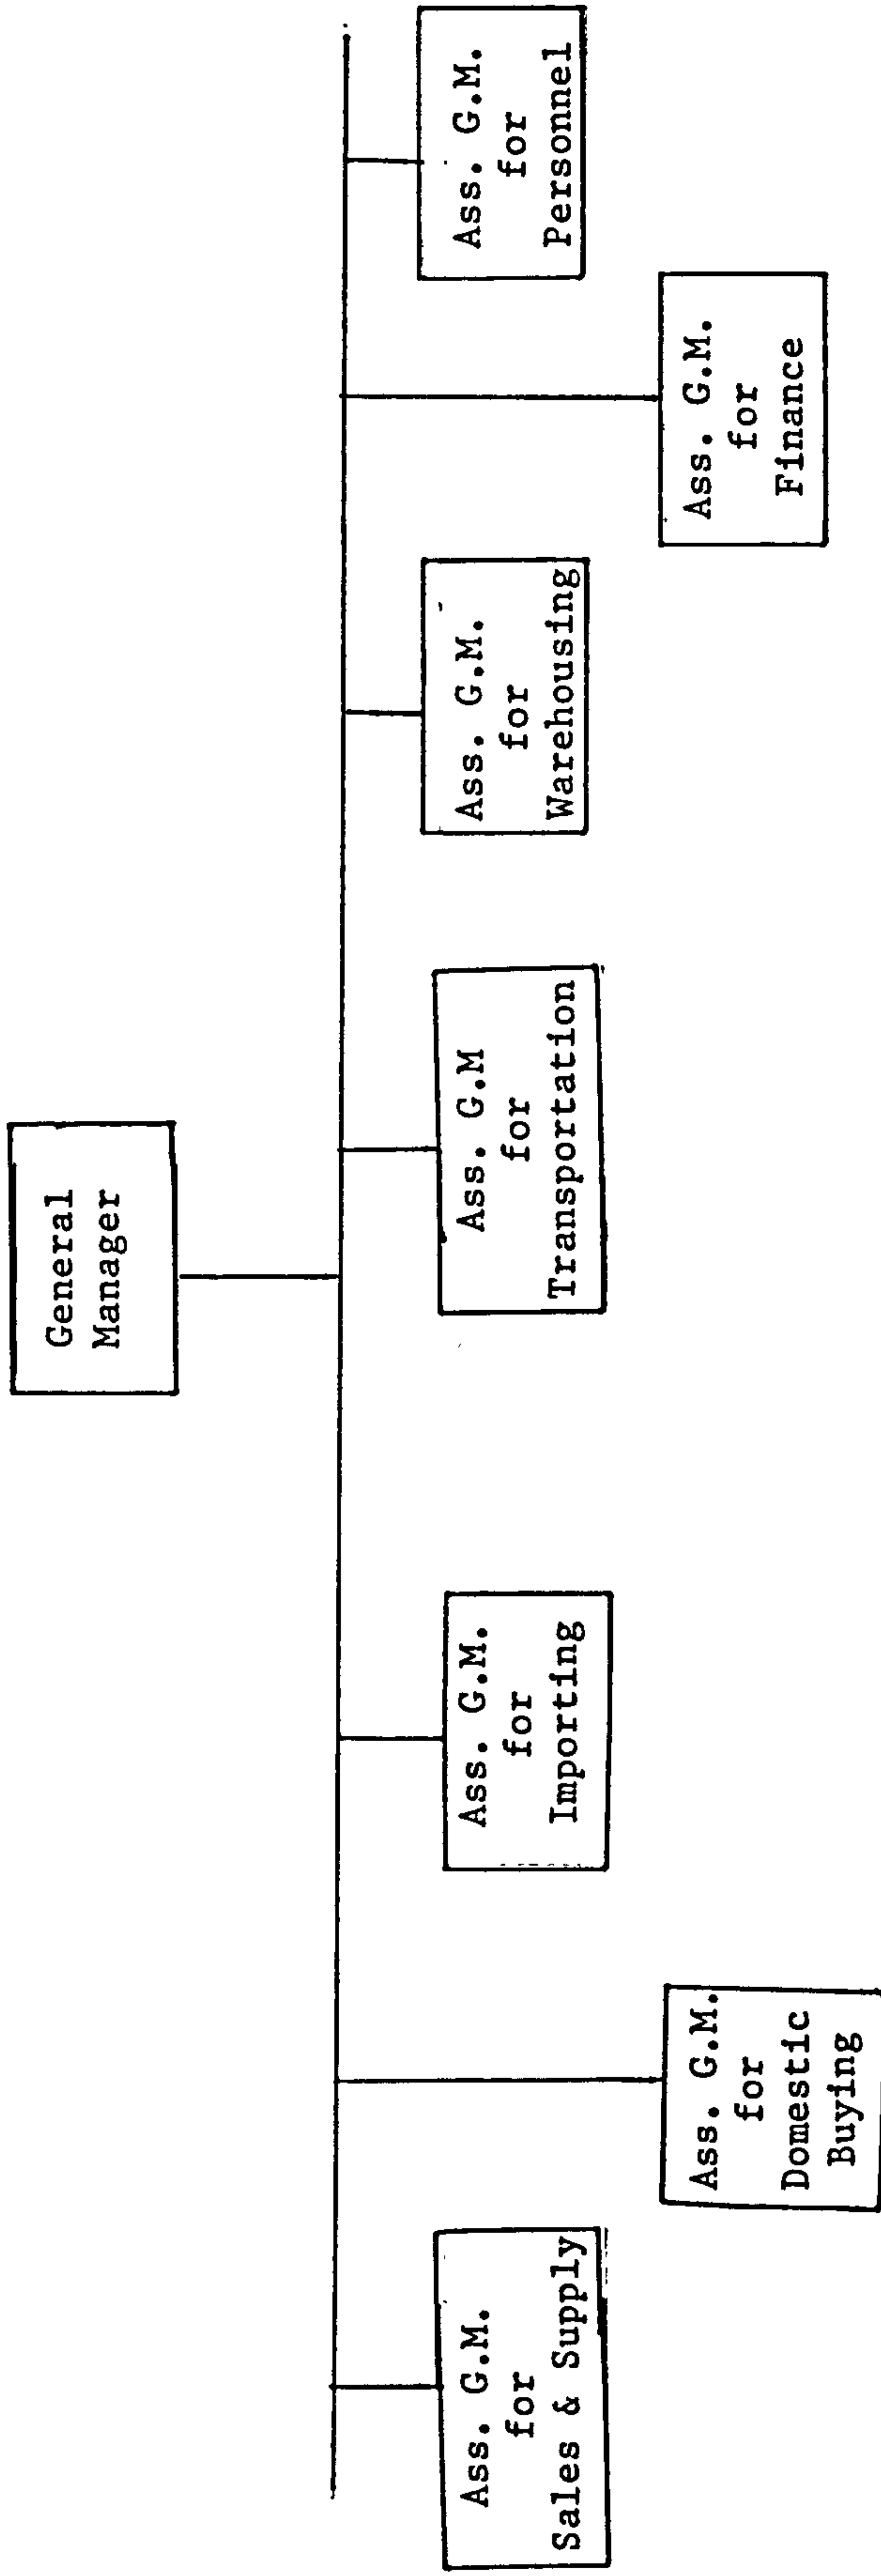 General
Manager
Ass. G.M.
for
Sales & Supply
Ass. G.M.
for
Domestic
Buying
Ass. G.M.
for
Importing
Ass. G.M
for
Transportation
Ass. G.M.
for
Warehousing
Ass. G.M.
for
Finance
Ass. G.M.
for
Personnel